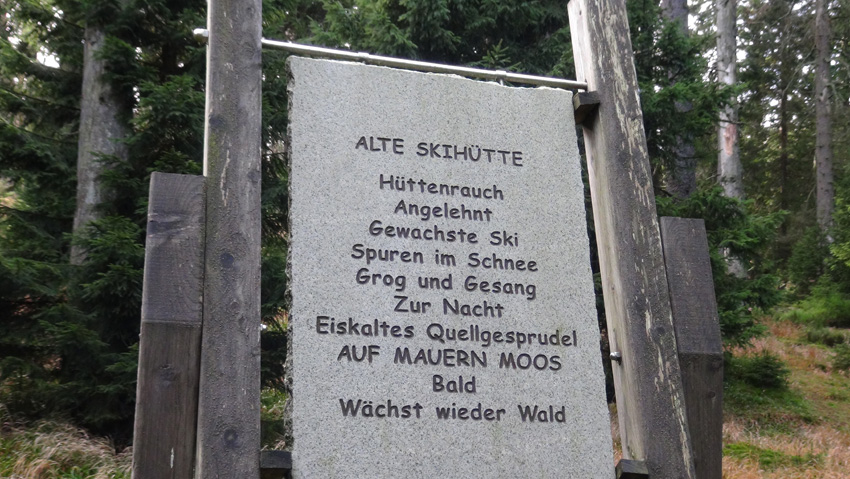 ALTE SKIHÜTTE
Hüttenrauch
Angelehnt
Gewachste Ski
Spuren im Schnee
Grog und Gesang
Zur Nacht
Eiskaltes Quellgesprudel
AUF MAUERN MOOS
Bald
Wächst wieder Wald